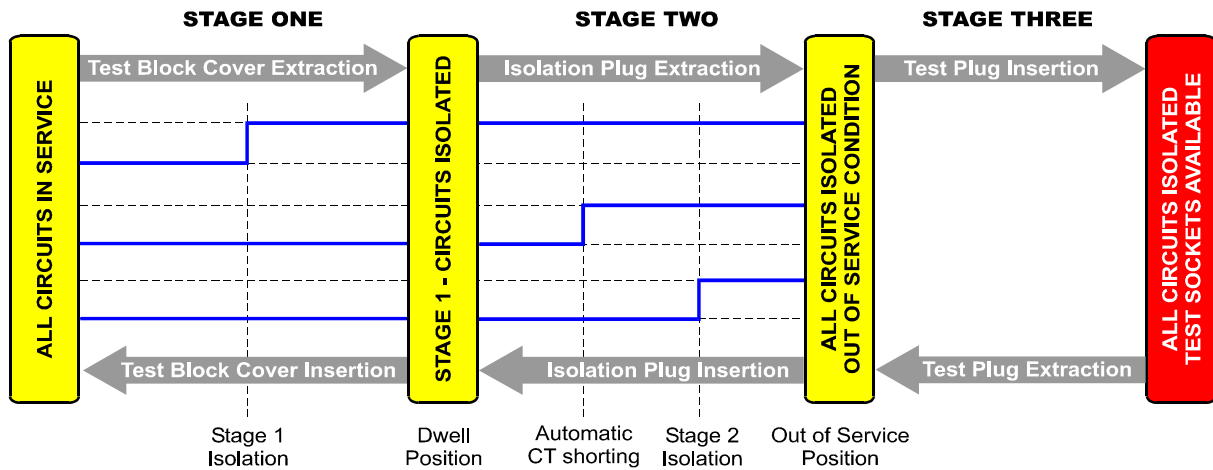 STAGE ONE
STAGE TWO
STAGE THREE
ALL CIRCUITS IN SERVICE
Test Block Cover Extraction
STAGE 1 - CIRCUITS ISOLATED
Isolation Plug Extraction
ALL CIRCUITS ISOLATED
OUT OF SERVICE CONDITION
Test Plug Insertion
ALL CIRCUITS ISOLATED
TEST SOCKETS AVAILABLE
Test Block Cover Insertion
Isolation Plug Insertion
Test Plug Extraction
Stage 1
Isolation
Dwell
Position
Automatic
CT shorting
Stage 2
Isolation
Out of Service
Position